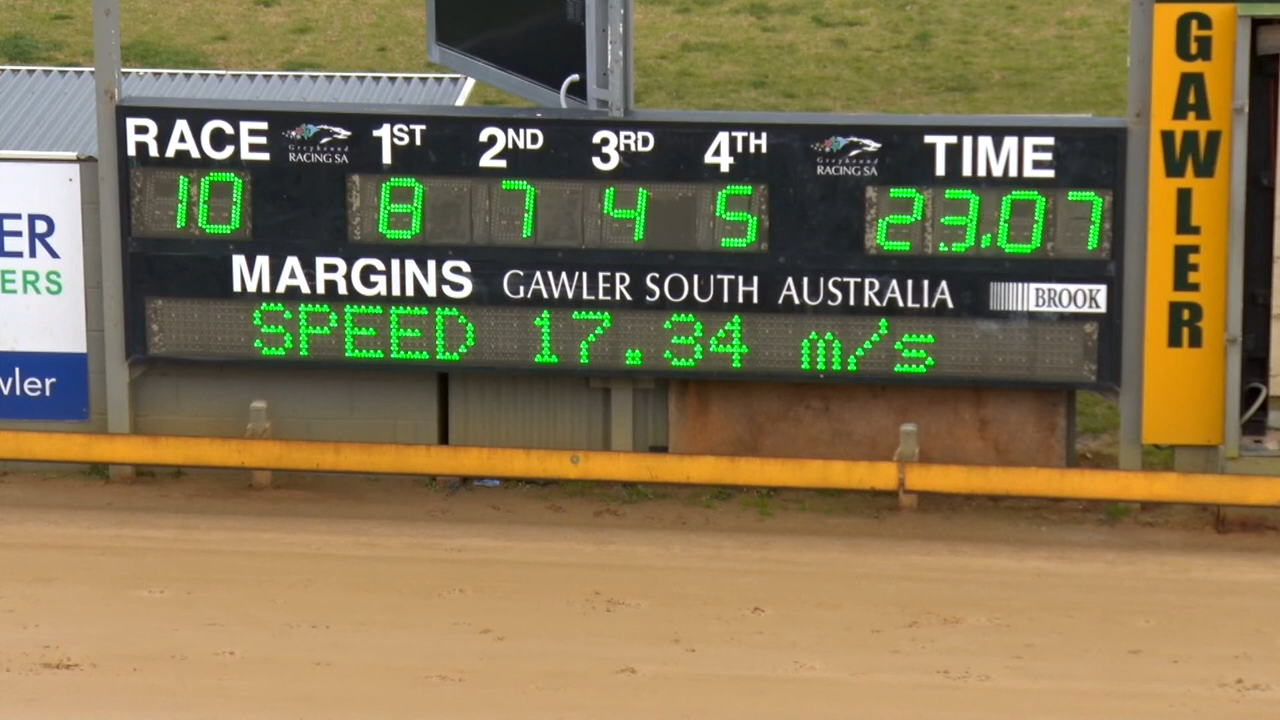 RACE
Greyhound
RACING SA
1ST 2ND 3RD 4TH
Greyhound
RACING SA
TIME
10 8 7 4 5 23.07
MARGINS GAWLER SOUTH AUSTRALIA BROOK
SPEED 17.34 m/s
GAWLER
ER
ERS
wler